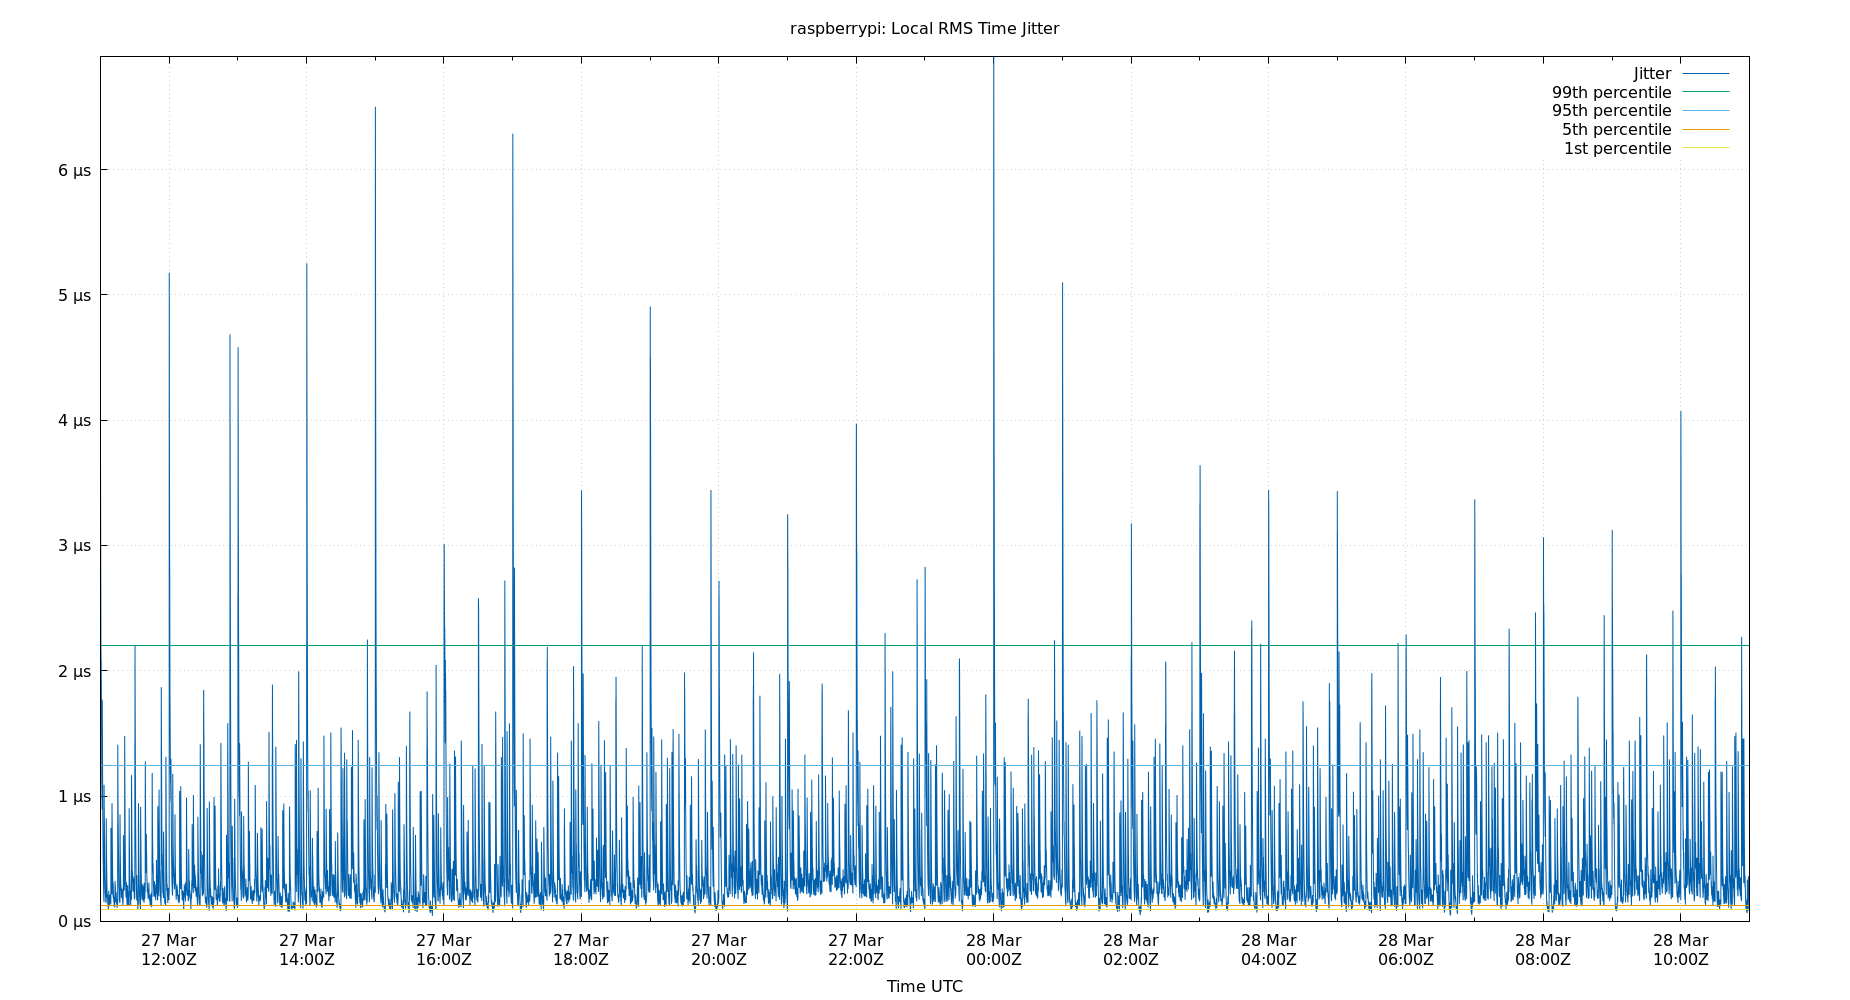 raspberrypi: Local RMS Time Jitter
Jitter
99th percentile
95th percentile
5th percentile
1st percentile
6 µs
5 µs
4 µs
3 µs
2 µs
1 µs
0 µs
27 Mar 27 Mar 27 Mar 27 Mar 27 Mar 27 Mar 28 Mar 28 Mar 28 Mar 28 Mar 28 Mar 28 Mar
12:00Z 14:00Z 16:00Z 18:00Z 20:00Z 22:00Z 00:00Z 02:00Z 04:00Z 06:00Z 08:00Z 10:00Z
Time UTC